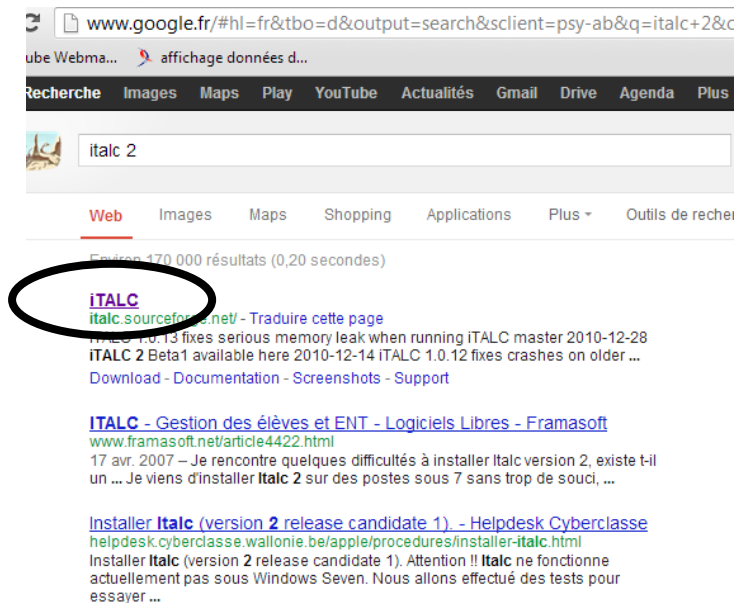 www.google.fr/#hl=fr&tbo=d&output=search&sclient=psy-ab&q=italc+2&c
ube Webma... affichage données d...
Recherche Images Maps Play YouTube Actualités Gmail Drive Agenda Plus
italc 2
Web Images Maps Shopping Applications Plus Outils de recher
Environ 170 000 résultats (0,20 secondes)
iTALC
italc.sourceforge.net/ - Traduire cette page
iTALC 1.0.13 fixes serious memory leak when running iTALC master 2010-12-28
iTALC 2 Beta1 available here 2010-12-14 iTALC 1.0.12 fixes crashes on older ...
Download - Documentation - Screenshots - Support
ITALC - Gestion des élèves et ENT - Logiciels Libres - Framasoft
www.framasoft.net/article4422.html
17 avr. 2007 – Je rencontre quelques difficultés à installer Italc version 2, existe t-il
un ... Je viens d'installer Italc 2 sur des postes sous 7 sans trop de souci, ...
Installer Italc (version 2 release candidate 1). - Helpdesk Cyberclasse
helpdesk.cyberclasse.wallonie.be/apple/procedures/installer-italc.html
Installer Italc (version 2 release candidate 1). Attention !! Italc ne fonctionne
actuellement pas sous Windows Seven. Nous allons effectué des tests pour
essayer ...